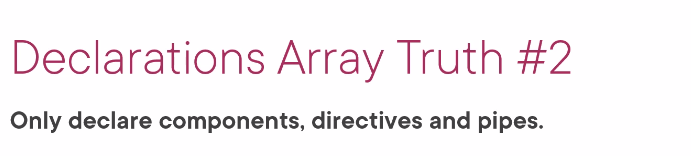 Declarations Array Truth #2
Only declare components, directives and pipes.